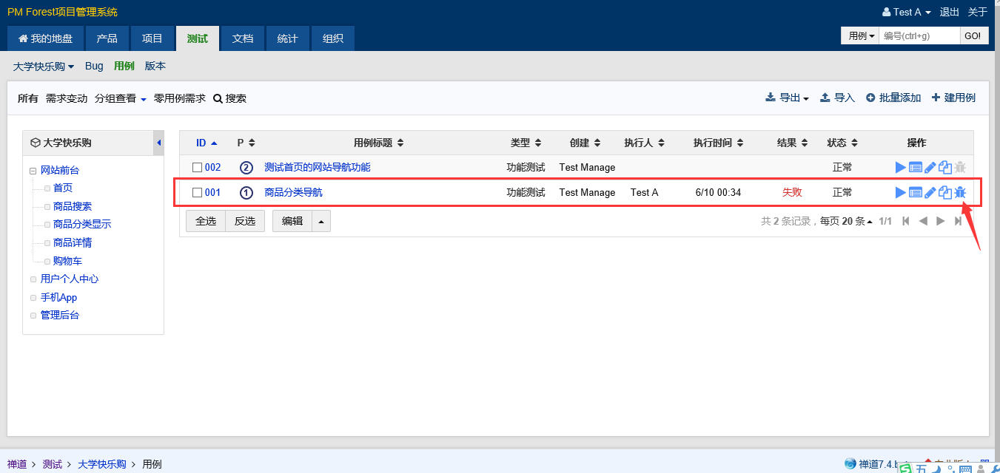 PM Forest项目管理系统
Test A 退出 关于
我的地盘 产品 项目 测试 文档 统计 组织
用例 编号(ctrl+g) GO!
大学快乐购 Bug 用例 版本
所有 需求变动 分组查看 零用例需求 搜索
导出 导入 批量添加 建用例
大学快乐购
网站前台
首页
商品搜索
商品分类显示
商品详情
购物车
用户个人中心
手机App
管理后台
ID P 用例标题 类型 创建 执行人 执行时间 结果 状态 操作
002 2 测试首页的网站导航功能 功能测试 Test Manage 正常
001 1 商品分类导航 功能测试 Test Manage Test A 6/10 00:34 失败 正常
全选 反选 编辑
共 2 条记录，每页 20 条 1/1
禅道 > 测试 > 大学快乐购 > 用例
禅道7.4
五